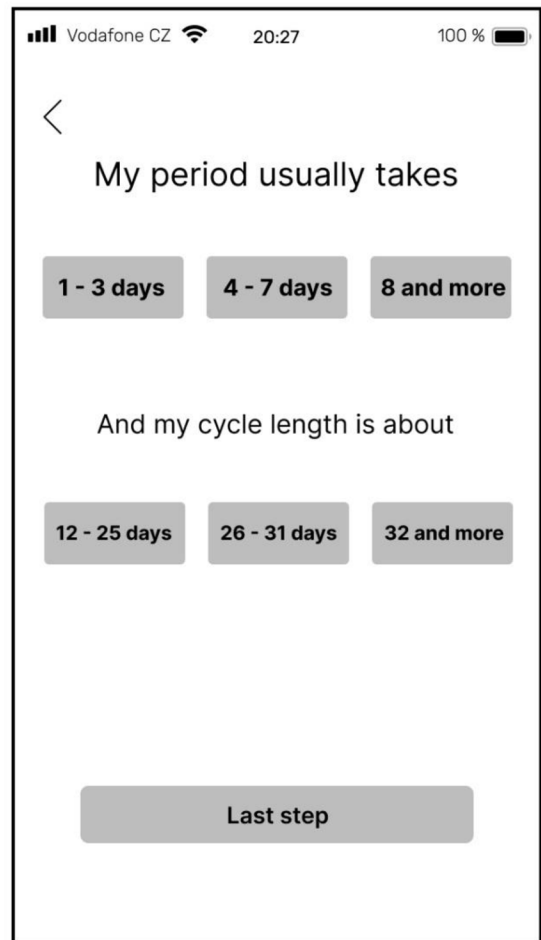 Vodafone CZ 20:27 100 %
My period usually takes
1 - 3 days 4 - 7 days 8 and more
And my cycle length is about
12 - 25 days 26 - 31 days 32 and more
Last step